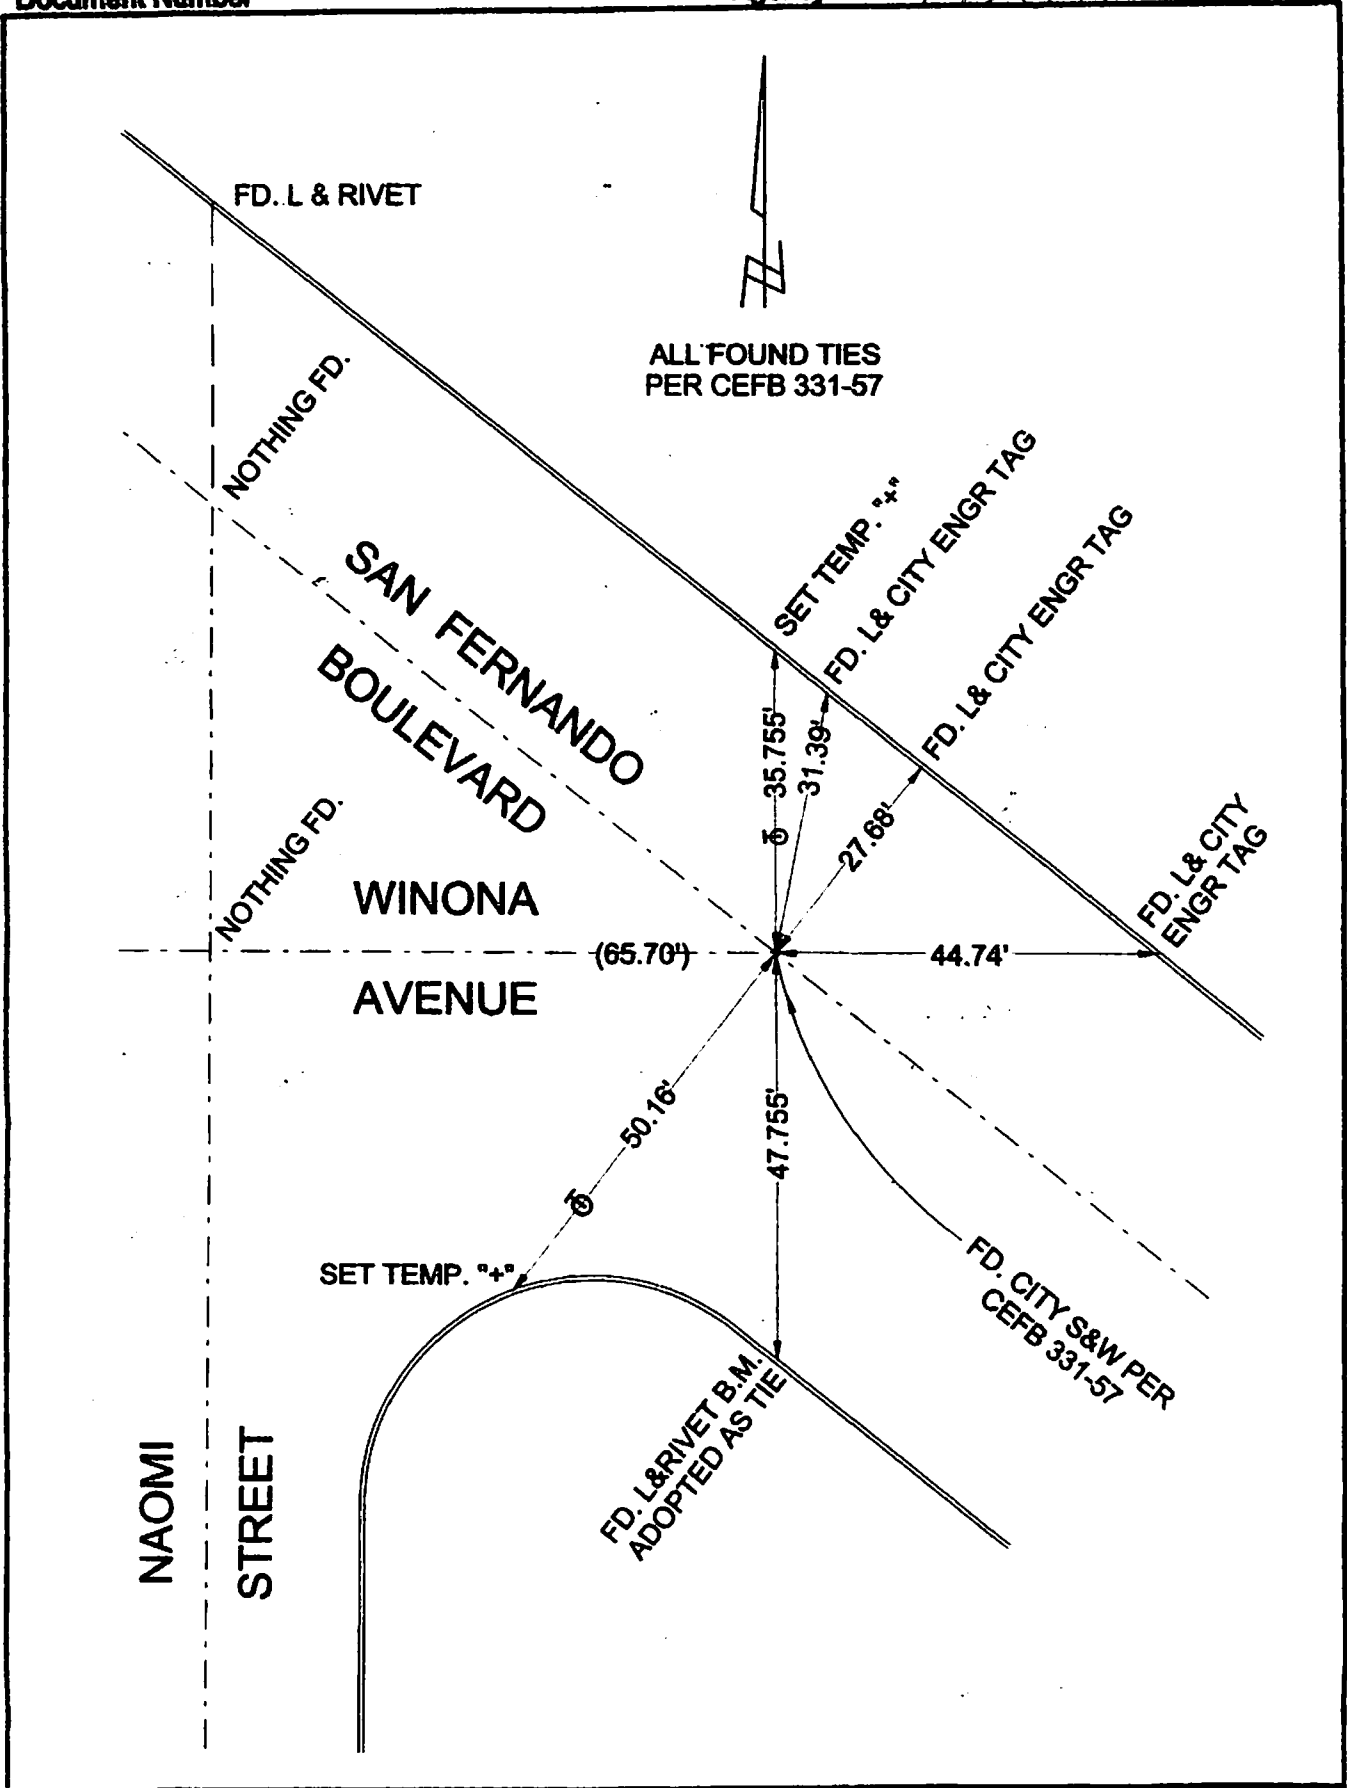 Document Number
FD. L & RIVET
ALL FOUND TIES
PER CEFB 331-57
NOTHING FD.
SET TEMP. "+"
FD. L& CITY ENGR TAG
FD. L& CITY ENGR TAG
SAN FERNANDO
BOULEVARD
35.755'
31.39'
27.68'
NOTHING FD.
FD. L& CITY
ENGR TAG
WINONA
(65.70')
44.74'
AVENUE
50.16'
47.755'
SET TEMP. "+"
FD. CITY S&W PER
CEFB 331-57
FD. L&RIVET B.M.
ADOPTED AS TIE
NAOMI
STREET